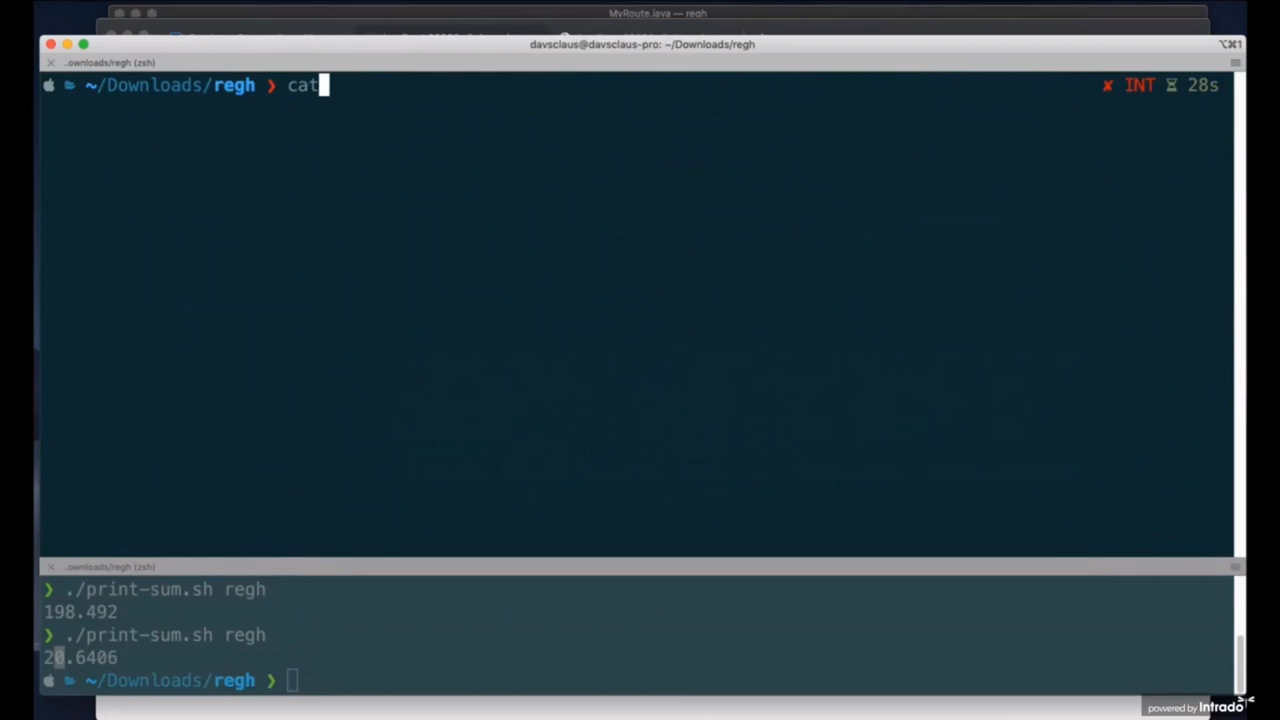 MyRoute.java — regh
davsclaus@davsclaus-pro: ~/Downloads/regh
⌥⌘1
..ownloads/regh (zsh)
~/Downloads/regh ❯ cat
✘ INT ⧖ 28s
..ownloads/regh (zsh)
❯ ./print-sum.sh regh
198.492
❯ ./print-sum.sh regh
20.6406
~/Downloads/regh ❯
powered by Intrado